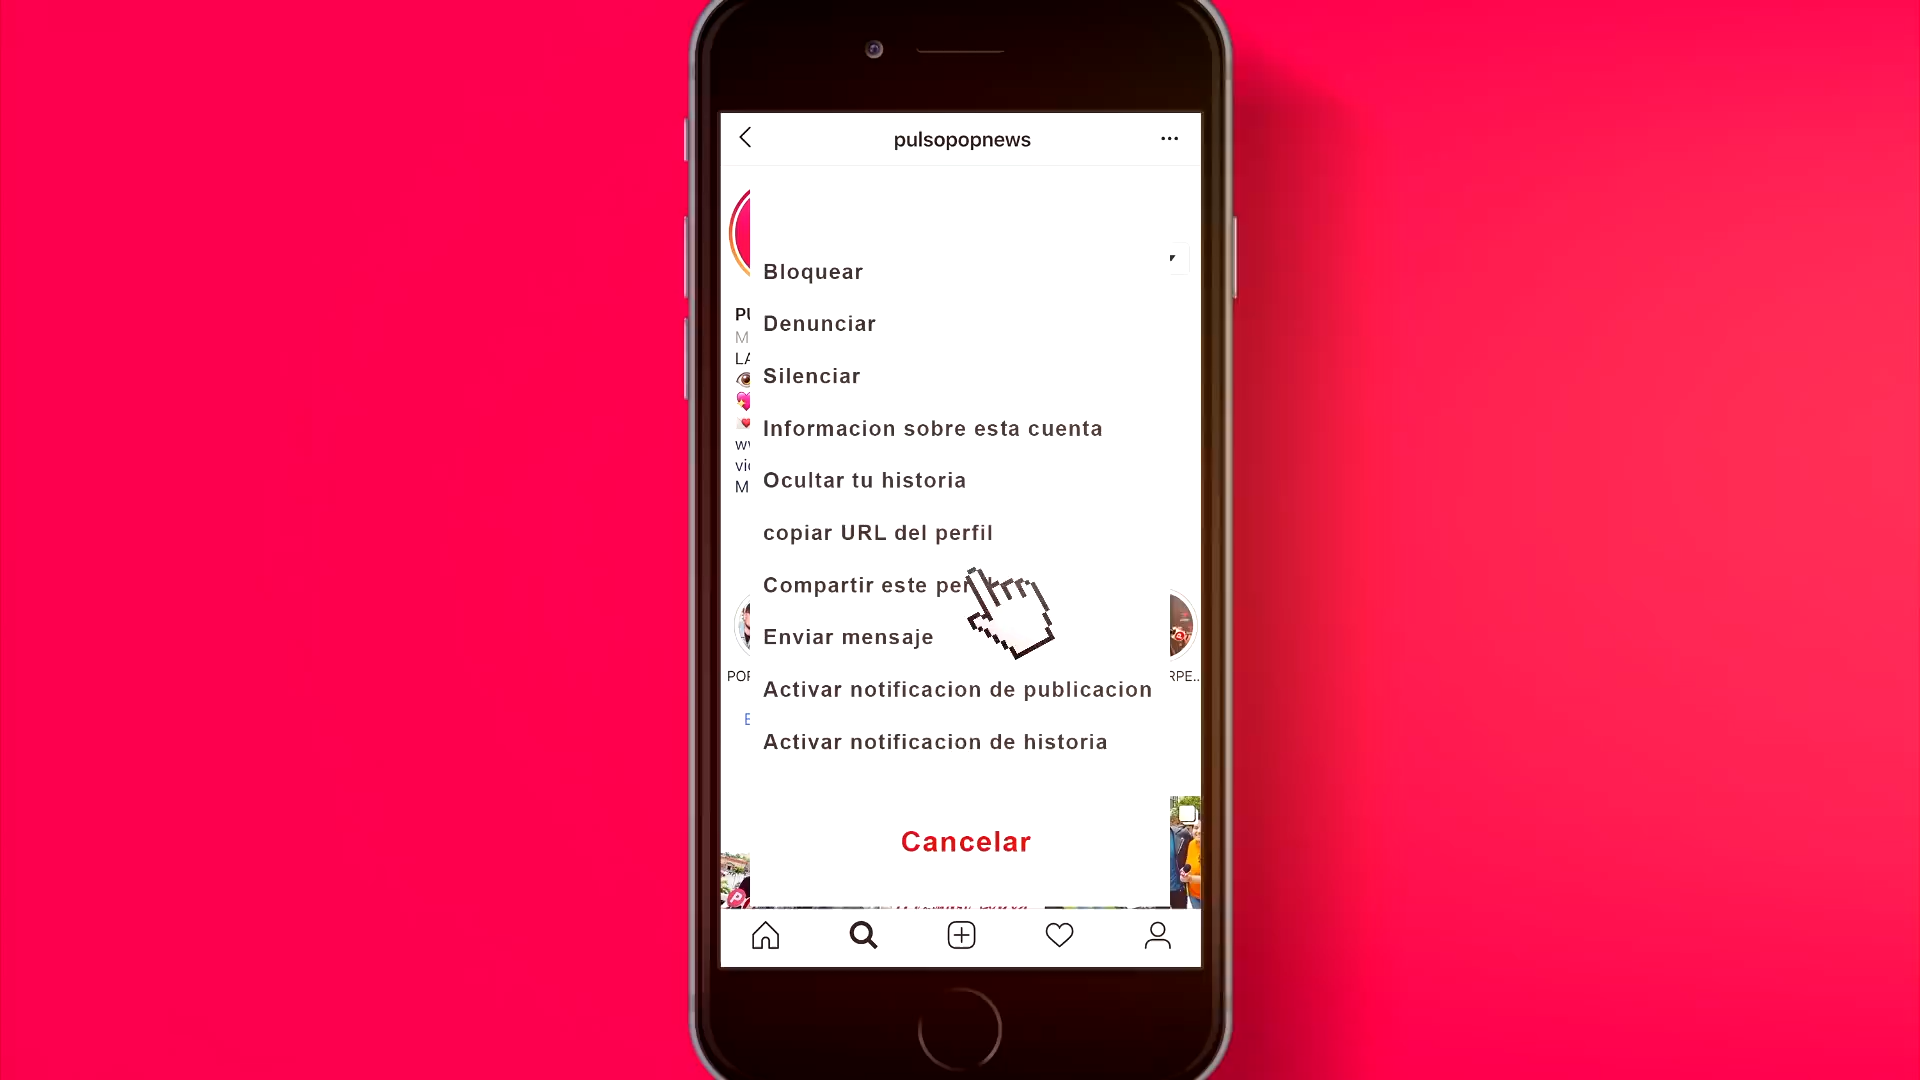 pulsopopnews
Bloquear
Denunciar
Silenciar
Informacion sobre esta cuenta
Ocultar tu historia
copiar URL del perfil
Compartir este
Enviar mensaje
Activar notificacion de publicacion
Activar notificacion de historia
Cancelar